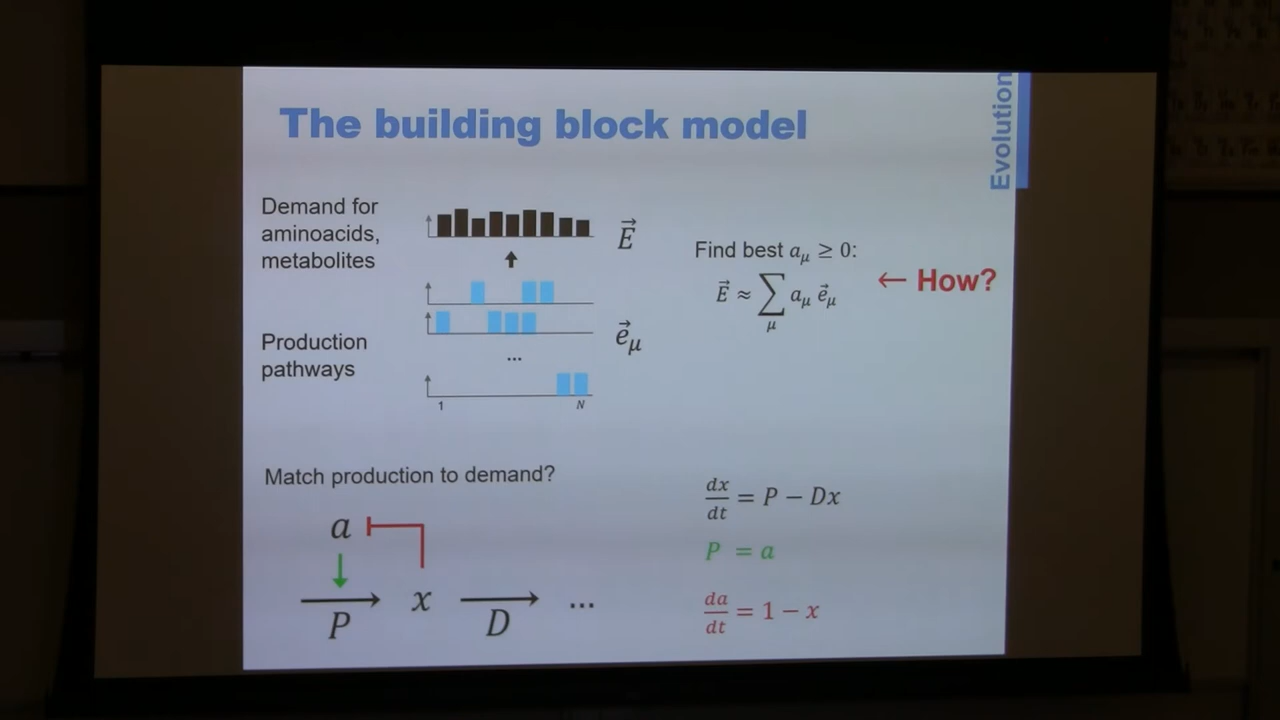 The building block model
Evolution
Demand for
aminoacids,
metabolites
E⃗
Production
pathways
e⃗_μ
...
1 N
Find best a_μ ≥ 0:
E⃗ ≈ ∑_μ a_μ e⃗_μ
← How?
Match production to demand?
a
P x D ...
dx/dt = P − Dx
P = a
da/dt = 1 − x